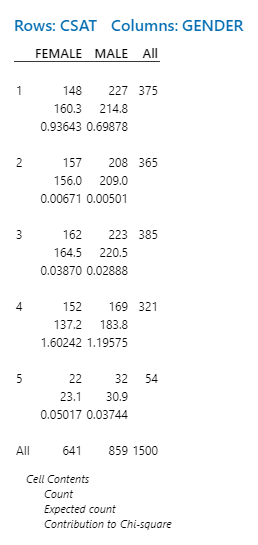 Rows: CSAT Columns: GENDER
FEMALE MALE All
1 148 227 375
160.3 214.8
0.93643 0.69878
2 157 208 365
156.0 209.0
0.00671 0.00501
3 162 223 385
164.5 220.5
0.03870 0.02888
4 152 169 321
137.2 183.8
1.60242 1.19575
5 22 32 54
23.1 30.9
0.05017 0.03744
All 641 859 1500
Cell Contents
Count
Expected count
Contribution to Chi-square